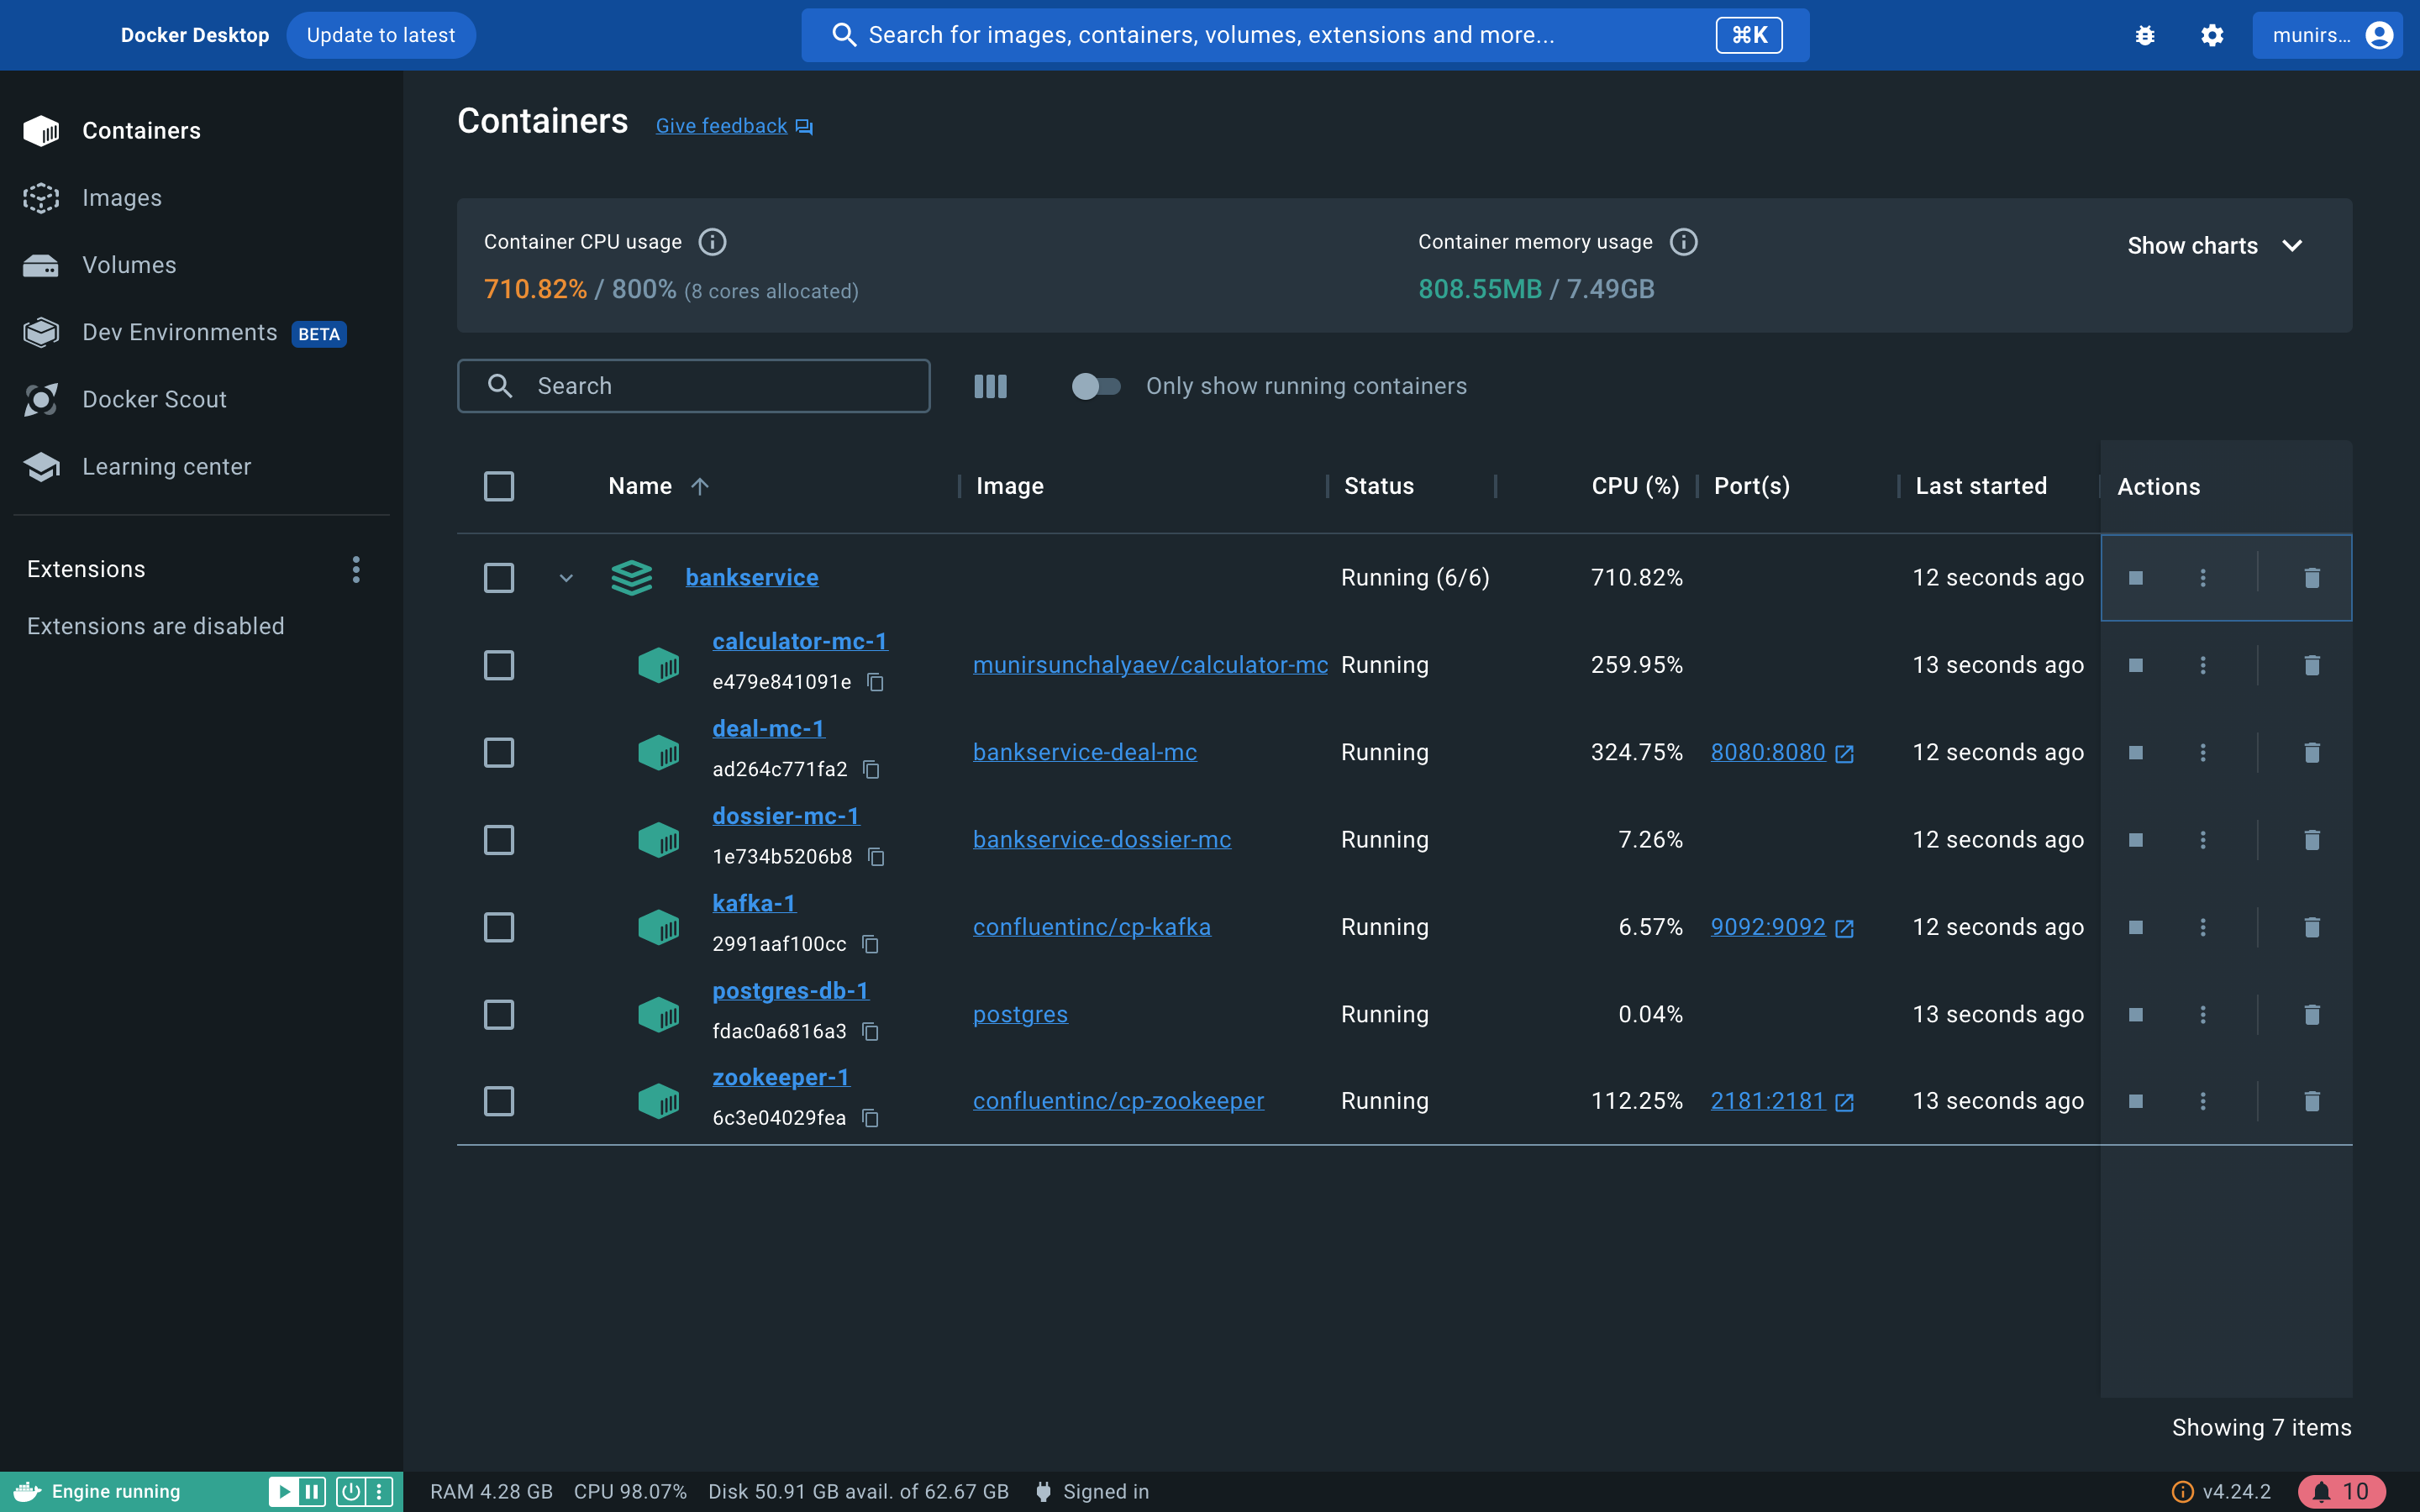 Docker Desktop Update to latest Search for images, containers, volumes, extensions and more... ⌘K munirs...
Containers
Images
Volumes
Dev Environments BETA
Docker Scout
Learning center
Extensions
Extensions are disabled
Containers Give feedback
Container CPU usage
710.82% / 800% (8 cores allocated)
Container memory usage
808.55MB / 7.49GB
Show charts
Search Only show running containers
Name Image Status CPU (%) Port(s) Last started Actions
bankservice Running (6/6) 710.82% 12 seconds ago
calculator-mc-1
e479e841091e
munirsunchalyaev/calculator-mc Running 259.95% 13 seconds ago
deal-mc-1
ad264c771fa2
bankservice-deal-mc Running 324.75% 8080:8080 12 seconds ago
dossier-mc-1
1e734b5206b8
bankservice-dossier-mc Running 7.26% 12 seconds ago
kafka-1
2991aaf100cc
confluentinc/cp-kafka Running 6.57% 9092:9092 12 seconds ago
postgres-db-1
fdac0a6816a3
postgres Running 0.04% 13 seconds ago
zookeeper-1
6c3e04029fea
confluentinc/cp-zookeeper Running 112.25% 2181:2181 13 seconds ago
Showing 7 items
Engine running RAM 4.28 GB CPU 98.07% Disk 50.91 GB avail. of 62.67 GB Signed in v4.24.2 10